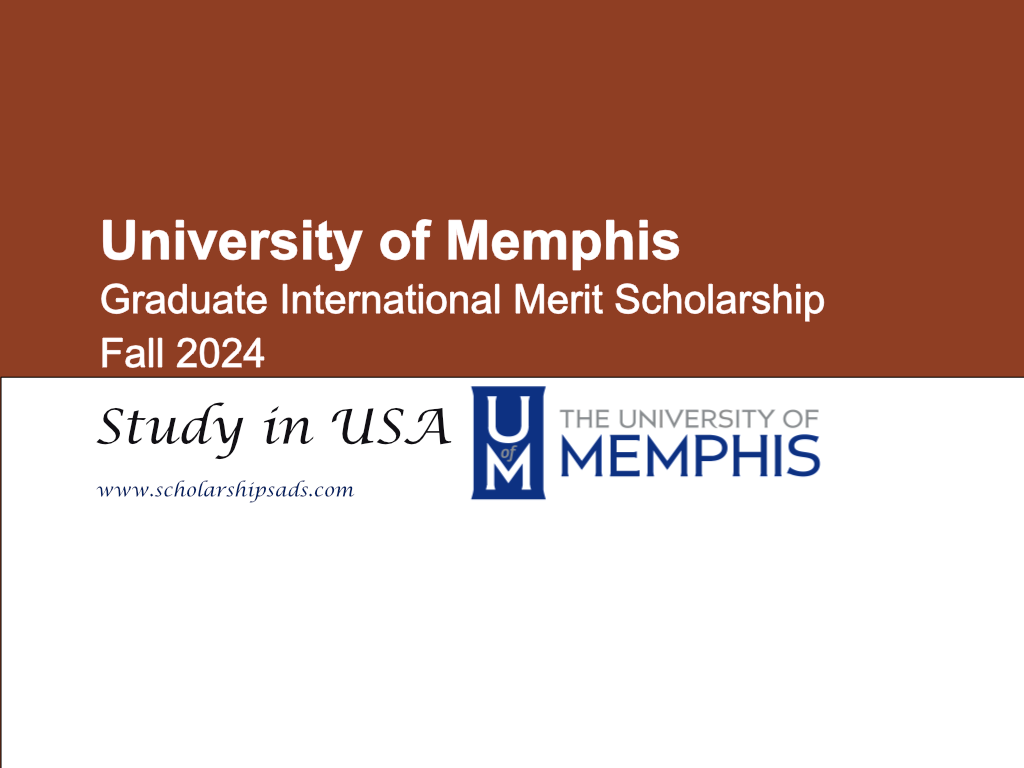 University of Memphis
Graduate International Merit Scholarship
Fall 2024
Study in USA
www.scholarshipsads.com
U
of
M
THE UNIVERSITY OF
MEMPHIS